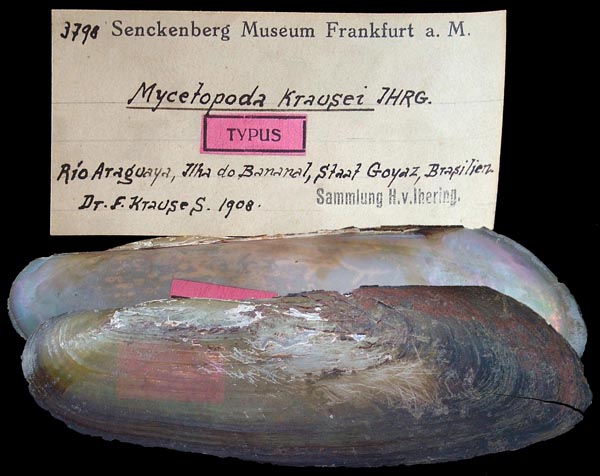 3798 Senckenberg Museum Frankfurt a. M.
Mycetopoda Krausei IHRG.
TYPUS
Río Araguaya, Ilha do Bananal, Staat Goyaz, Brasilien.
Dr. F. Krause S. 1908.
Sammlung H.v.Ihering.